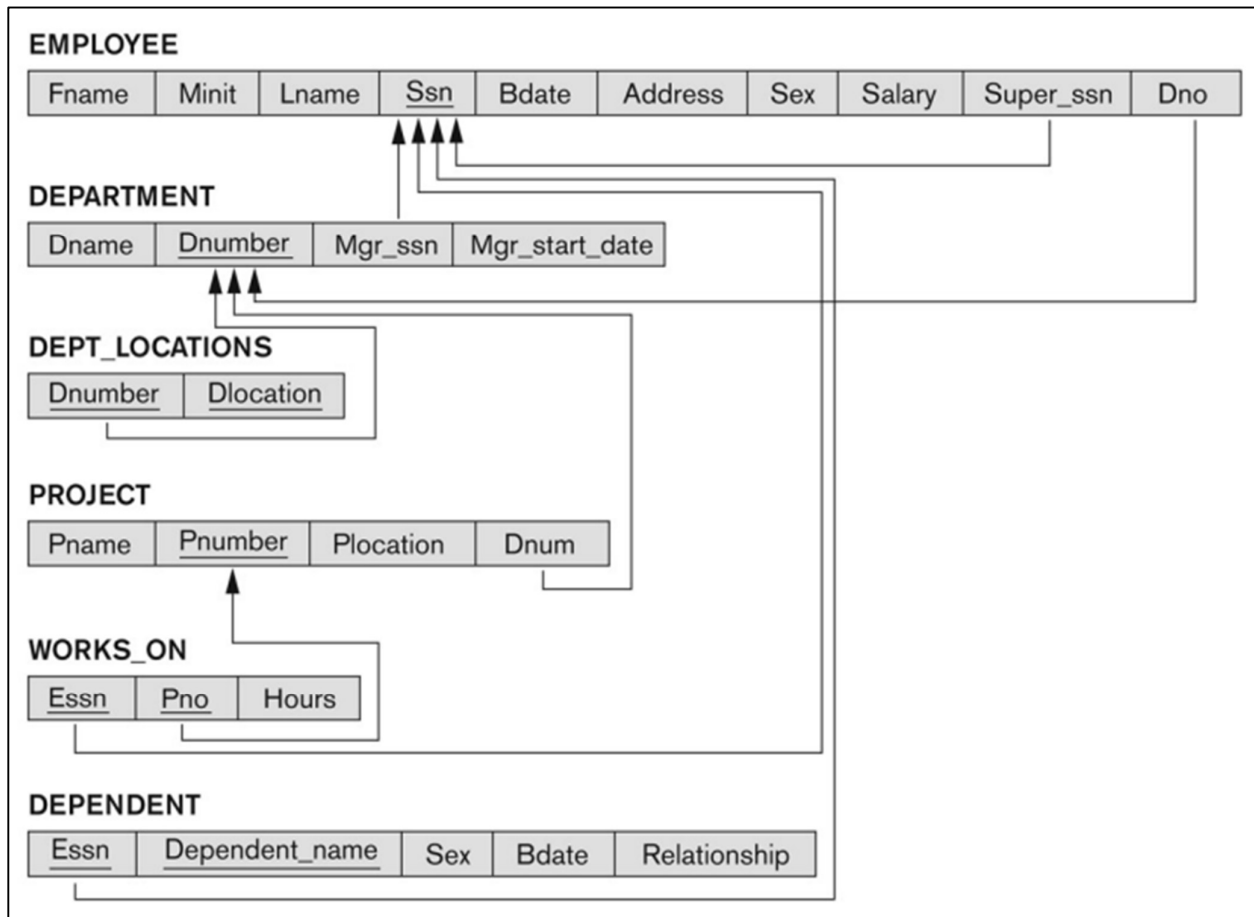 EMPLOYEE
Fname Minit Lname Ssn Bdate Address Sex Salary Super_ssn Dno
DEPARTMENT
Dname Dnumber Mgr_ssn Mgr_start_date
DEPT_LOCATIONS
Dnumber Dlocation
PROJECT
Pname Pnumber Plocation Dnum
WORKS_ON
Essn Pno Hours
DEPENDENT
Essn Dependent_name Sex Bdate Relationship